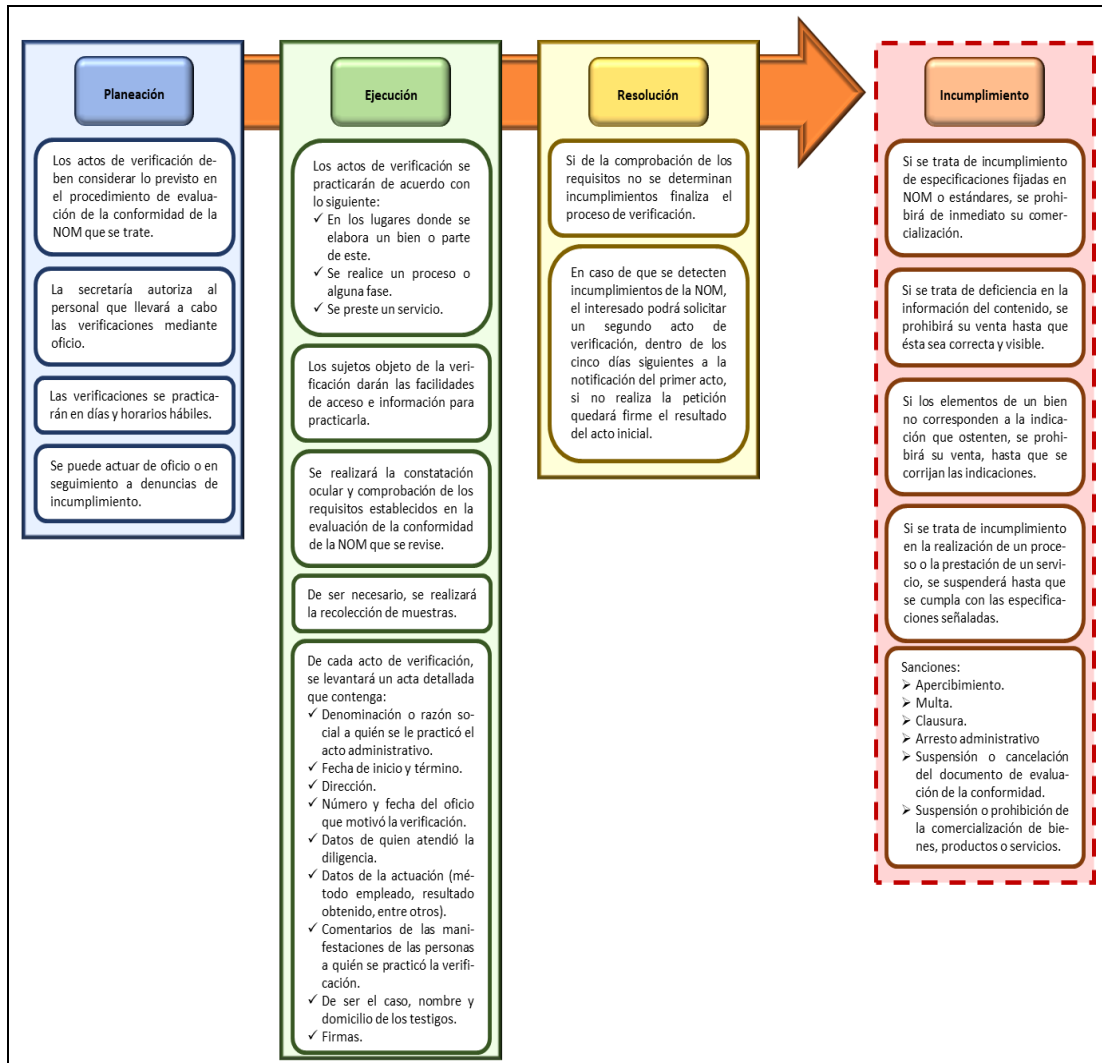 Planeación
Los actos de verificación de-
ben considerar lo previsto en
el procedimiento de evalua-
ción de la conformidad de la
NOM que se trate.
La secretaría autoriza al
personal que llevará a cabo
las verificaciones mediante
oficio.
Las verificaciones se practica-
rán en días y horarios hábiles.
Se puede actuar de oficio o en
seguimiento a denuncias de
incumplimiento.
Ejecución
Los actos de verificación se
practicarán de acuerdo con
lo siguiente:
✓ En los lugares donde se
elabora un bien o parte
de este.
✓ Se realice un proceso o
alguna fase.
✓ Se preste un servicio.
Los sujetos objeto de la veri-
ficación darán las facilidades
de acceso e información para
practicarla.
Se realizará la constatación
ocular y comprobación de los
requisitos establecidos en la
evaluación de la conformidad
de la NOM que se revise.
De ser necesario, se realizará
la recolección de muestras.
De cada acto de verificación,
se levantará un acta detallada
que contenga:
✓ Denominación o razón so-
cial a quién se le practicó el
acto administrativo.
✓ Fecha de inicio y término.
✓ Dirección.
✓ Número y fecha del oficio
que motivó la verificación.
✓ Datos de quien atendió la
diligencia.
✓ Datos de la actuación (mé-
todo empleado, resultado
obtenido, entre otros).
✓ Comentarios de las mani-
festaciones de las personas
a quién se practicó la verifi-
cación.
✓ De ser el caso, nombre y
domicilio de los testigos.
✓ Firmas.
Resolución
Si de la comprobación de los
requisitos no se determinan
incumplimientos finaliza el
proceso de verificación.
En caso de que se detecten
incumplimientos de la NOM,
el interesado podrá solicitar
un segundo acto de
verificación, dentro de los
cinco días siguientes a la
notificación del primer acto,
si no realiza la petición
quedará firme el resultado
del acto inicial.
Incumplimiento
Si se trata de incumplimiento
de especificaciones fijadas en
NOM o estándares, se prohi-
birá de inmediato su comer-
cialización.
Si se trata de deficiencia en la
información del contenido, se
prohibirá su venta hasta que
ésta sea correcta y visible.
Si los elementos de un bien
no corresponden a la indica-
ción que ostenten, se prohi-
birá su venta, hasta que se
corrijan las indicaciones.
Si se trata de incumplimiento
en la realización de un proce-
so o la prestación de un servi-
cio, se suspenderá hasta que
se cumpla con las especifica-
ciones señaladas.
Sanciones:
➤ Apercibimiento.
➤ Multa.
➤ Clausura.
➤ Arresto administrativo
➤ Suspensión o cancelación
del documento de evalua-
ción de la conformidad.
➤ Suspensión o prohibición de
la comercialización de bie-
nes, productos o servicios.